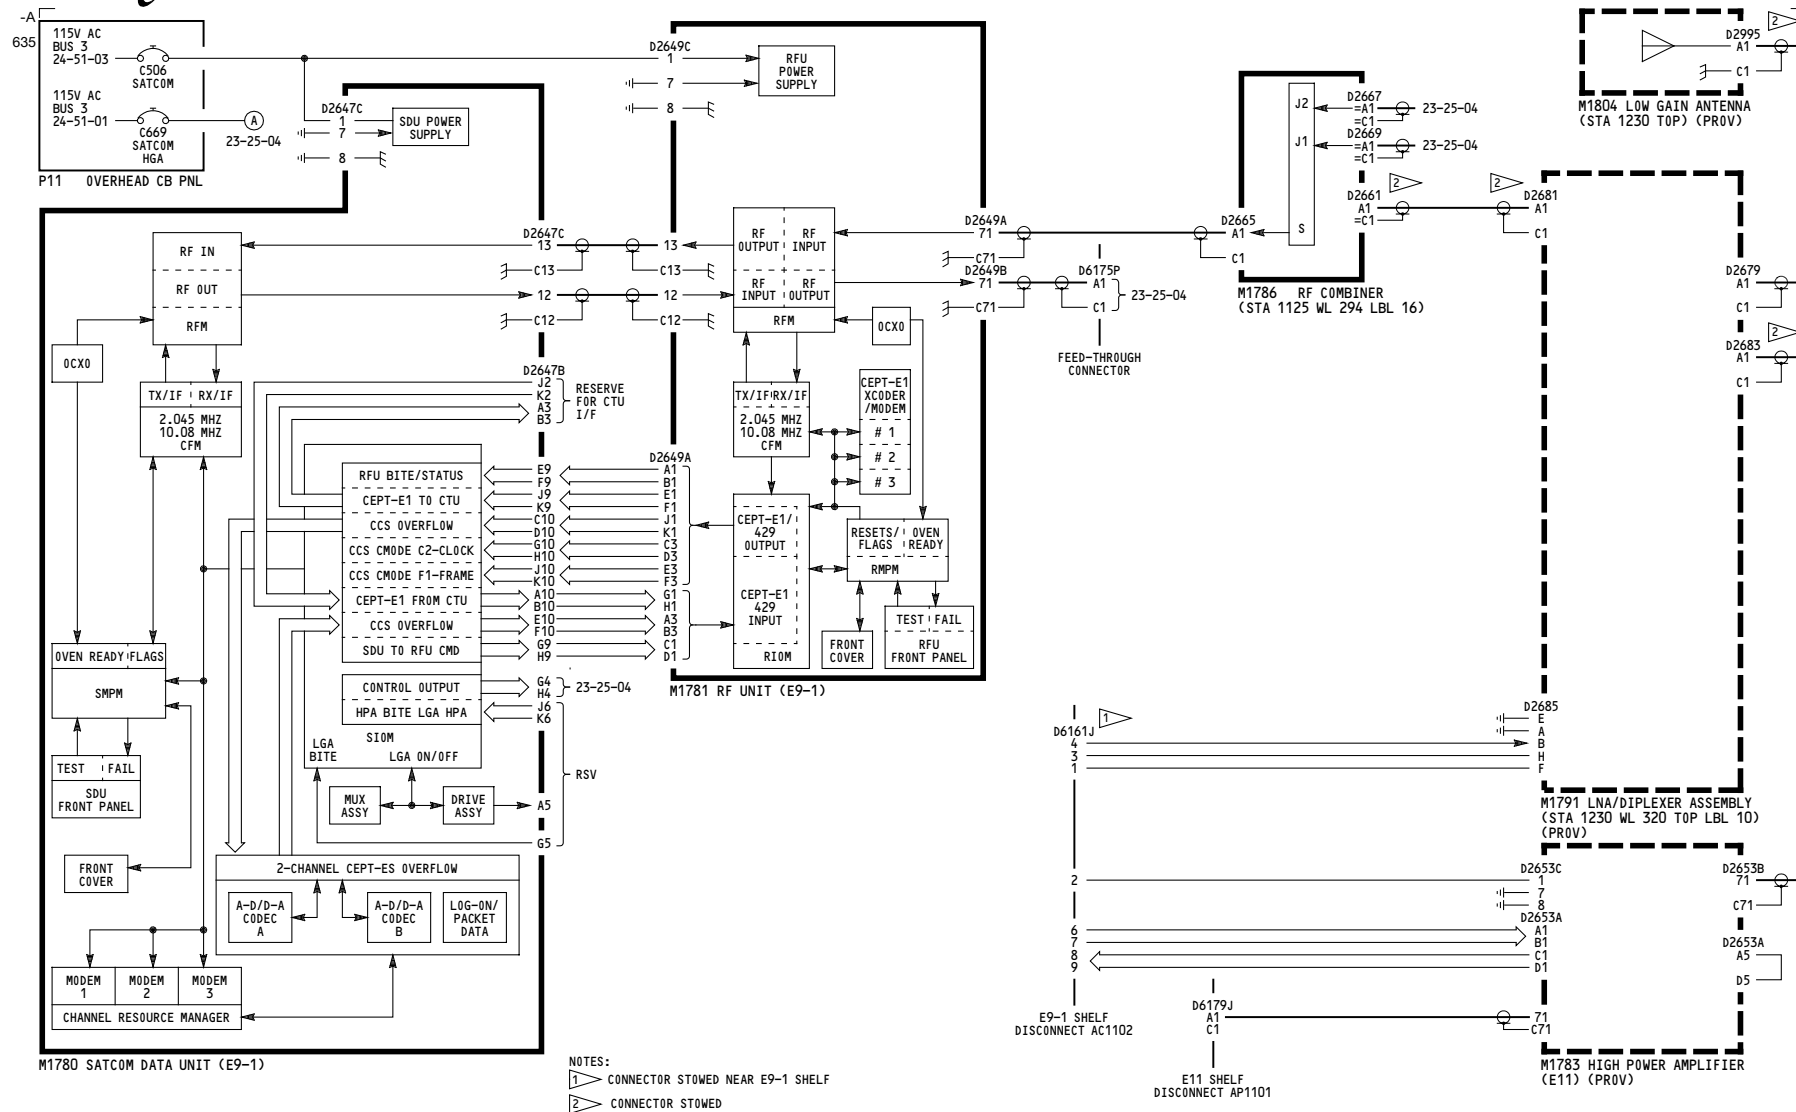 -A
635
115V AC
BUS 3
24-51-03
C506
SATCOM
115V AC
BUS 3
24-51-01
C669
SATCOM
HGA
A
23-25-04
P11 OVERHEAD CB PNL
D2647C
1
7
8
SDU POWER
SUPPLY
D2649C
1
7
8
RFU
POWER
SUPPLY
RF IN
RF OUT
RFM
OCXO
TX/IF RX/IF
2.045 MHZ
10.08 MHZ
CFM
D2647C
13
C13
12
C12
13
C13
12
C12
RF
OUTPUT
RF
INPUT
RF
INPUT
RF
OUTPUT
RFM
OCXO
D2649A
71
C71
D2649B
71
C71
D6175P
A1
C1
23-25-04
FEED-THROUGH
CONNECTOR
D2665
A1
C1
J2
J1
S
D2667
=A1
=C1
23-25-04
D2669
=A1
=C1
23-25-04
D2661
A1
=C1
2
2
D2681
A1
C1
M1786 RF COMBINER
(STA 1125 WL 294 LBL 16)
2
D2995
A1
C1
M1804 LOW GAIN ANTENNA
(STA 1230 TOP) (PROV)
D2679
A1
C1
2
D2683
A1
C1
D2647B
J2
K2
A3
B3
RESERVE
FOR CTU
I/F
TX/IF RX/IF
2.045 MHZ
10.08 MHZ
CFM
CEPT-E1
XCODER
/MODEM
# 1
# 2
# 3
RFU BITE/STATUS
CEPT-E1 TO CTU
CCS OVERFLOW
CCS CMODE C2-CLOCK
CCS CMODE F1-FRAME
CEPT-E1 FROM CTU
CCS OVERFLOW
SDU TO RFU CMD
CONTROL OUTPUT
HPA BITE LGA HPA
SIOM
LGA
BITE
LGA ON/OFF
E9
F9
J9
K9
C10
D10
G10
H10
J10
K10
A10
B10
E10
F10
G9
H9
G4
H4
23-25-04
J6
K6
RSV
A5
G5
D2649A
A1
B1
E1
F1
J1
K1
C3
D3
E3
F3
G1
H1
A3
B3
C1
D1
CEPT-E1/
429
OUTPUT
CEPT-E1
429
INPUT
RIOM
RESETS/
FLAGS
OVEN
READY
RMPM
FRONT
COVER
TEST FAIL
RFU
FRONT PANEL
M1781 RF UNIT (E9-1)
OVEN READY FLAGS
SMPM
TEST FAIL
SDU
FRONT PANEL
FRONT
COVER
MUX
ASSY
DRIVE
ASSY
2-CHANNEL CEPT-ES OVERFLOW
A-D/D-A
CODEC
A
A-D/D-A
CODEC
B
LOG-ON/
PACKET
DATA
MODEM
1
MODEM
2
MODEM
3
CHANNEL RESOURCE MANAGER
M1780 SATCOM DATA UNIT (E9-1)
1
D6161J
4
3
1
2
6
7
8
9
E9-1 SHELF
DISCONNECT AC1102
D6179J
A1
C1
E11 SHELF
DISCONNECT AP1101
D2685
E
A
B
H
F
M1791 LNA/DIPLEXER ASSEMBLY
(STA 1230 WL 320 TOP LBL 10)
(PROV)
D2653C
1
7
8
D2653A
A1
B1
C1
D1
71
C71
D2653B
71
C71
D2653A
A5
D5
M1783 HIGH POWER AMPLIFIER
(E11) (PROV)
NOTES:
1 CONNECTOR STOWED NEAR E9-1 SHELF
2 CONNECTOR STOWED